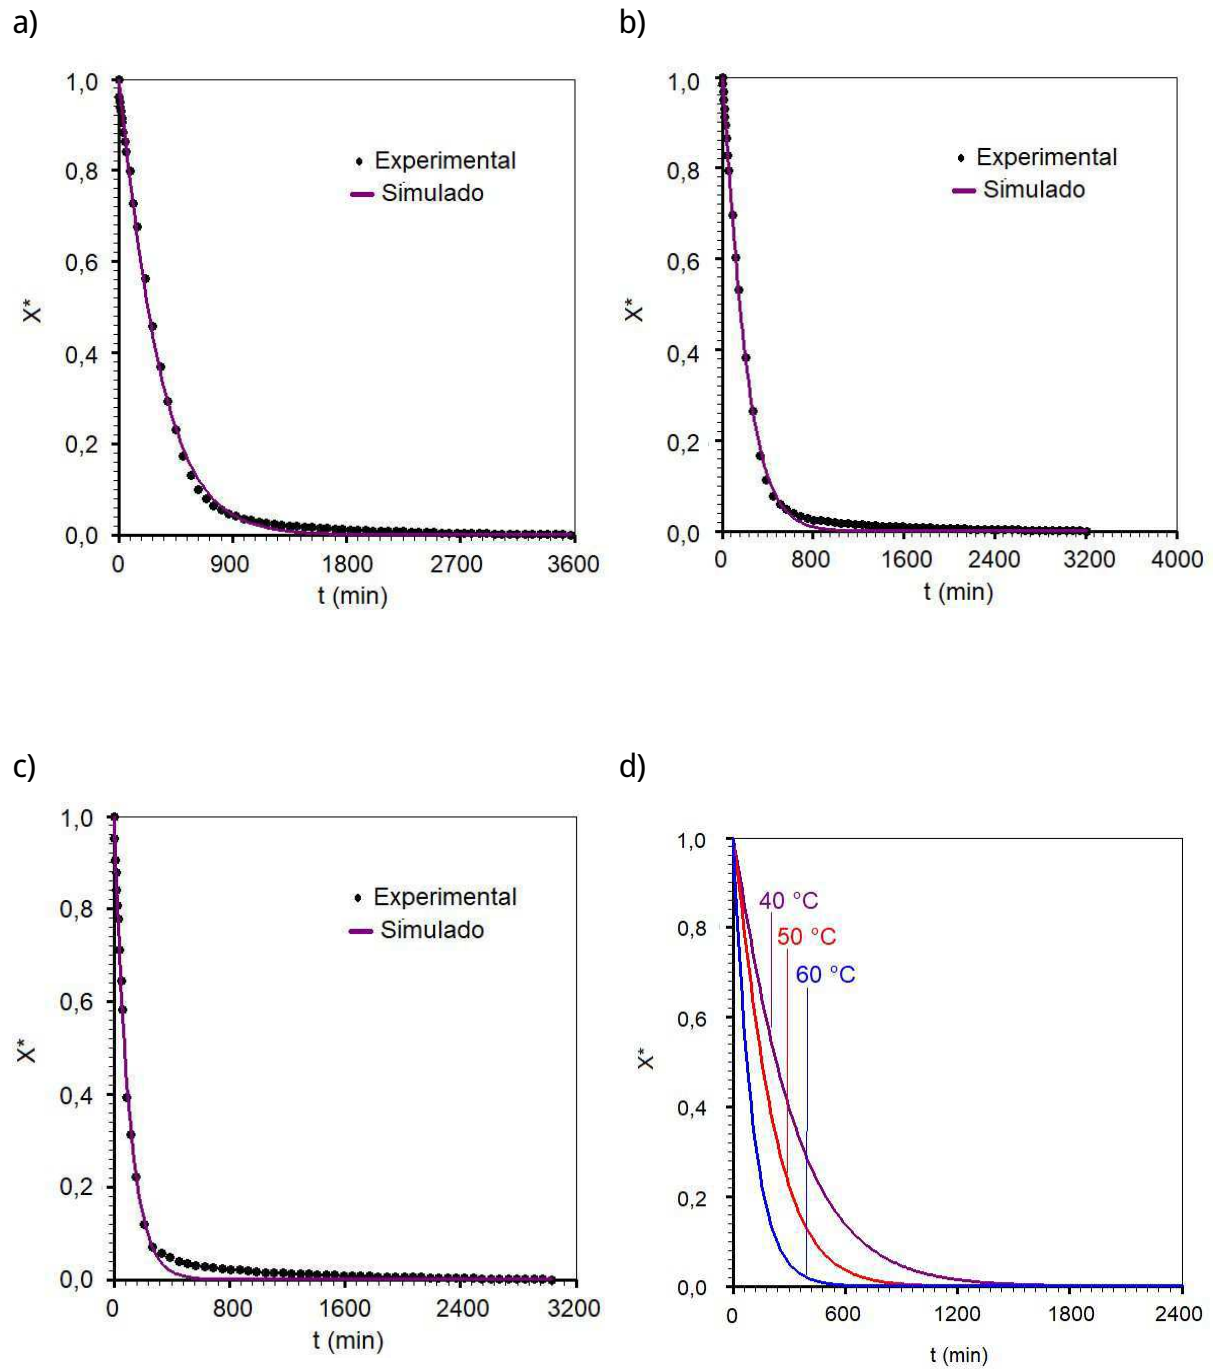 a)
1,0
0,8
0,6
0,4
0,2
0,0
X*
Experimental
Simulado
0 900 1800 2700 3600
t (min)
b)
1,0
0,8
0,6
0,4
0,2
0,0
X*
Experimental
Simulado
0 800 1600 2400 3200 4000
t (min)
c)
1,0
0,8
0,6
0,4
0,2
0,0
X*
Experimental
Simulado
0 800 1600 2400 3200
t (min)
d)
1,0
0,8
0,6
0,4
0,2
0,0
X*
40 °C
50 °C
60 °C
0 600 1200 1800 2400
t (min)